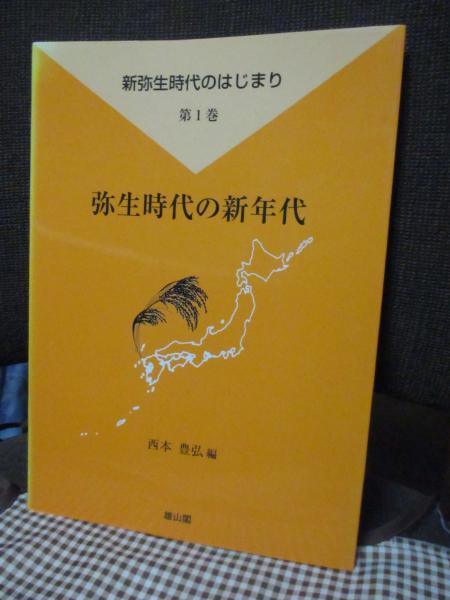 新弥生時代のはじまり
第1巻
弥生時代の新年代
西本 豊弘 編
雄山閣